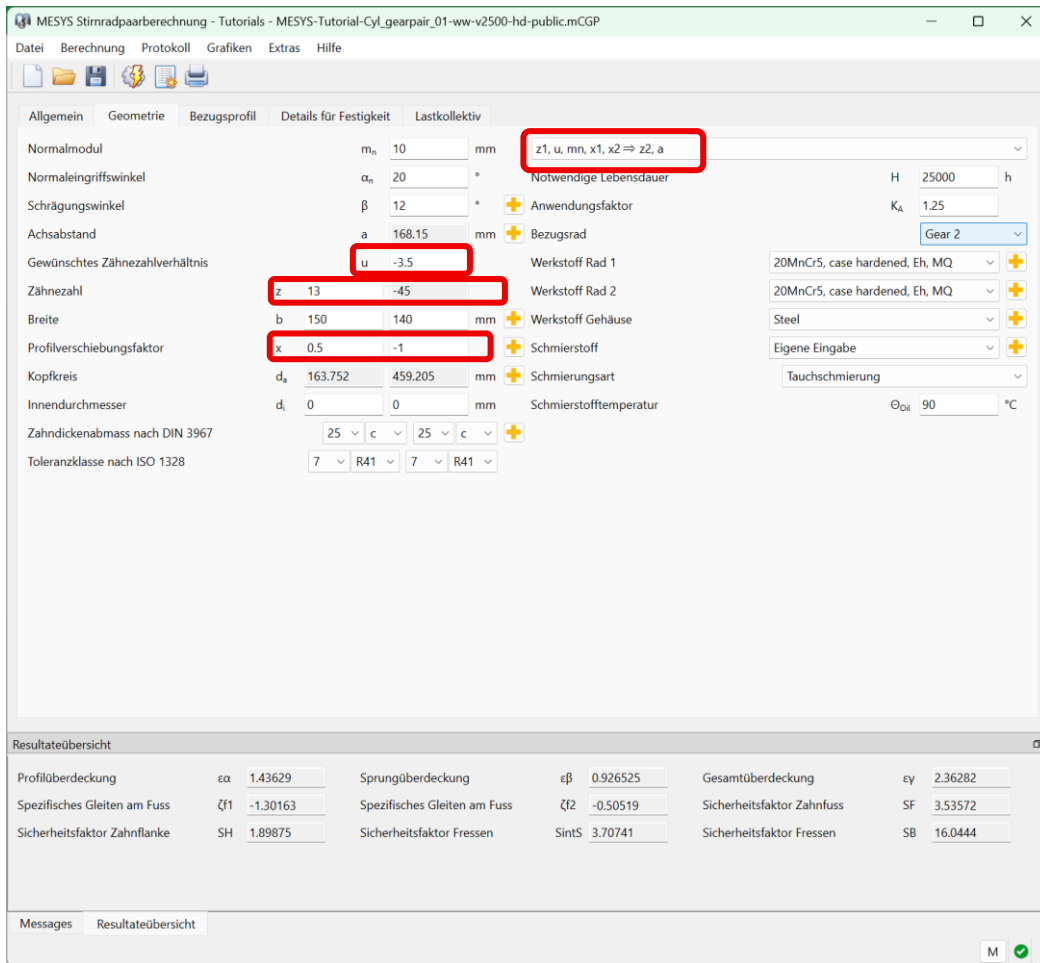 MESYS Stirnradpaarberechnung - Tutorials - MESYS-Tutorial-Cyl_gearpair_01-ww-v2500-hd-public.mCGP
Datei Berechnung Protokoll Grafiken Extras Hilfe
Allgemein Geometrie Bezugsprofil Details für Festigkeit Lastkollektiv
Normalmodul mn 10 mm z1, u, mn, x1, x2 ⇒ z2, a
Normaleingriffswinkel αn 20 ° Notwendige Lebensdauer H 25000 h
Schrägungswinkel β 12 ° Anwendungsfaktor KA 1.25
Achsabstand a 168.15 mm Bezugsrad Gear 2
Gewünschtes Zähnezahlverhältnis u -3.5 Werkstoff Rad 1 20MnCr5, case hardened, Eh, MQ
Zähnezahl z 13 -45 Werkstoff Rad 2 20MnCr5, case hardened, Eh, MQ
Breite b 150 140 mm Werkstoff Gehäuse Steel
Profilverschiebungsfaktor x 0.5 -1 Schmierstoff Eigene Eingabe
Kopfkreis da 163.752 459.205 mm Schmierungsart Tauchschmierung
Innendurchmesser di 0 0 mm Schmierstofftemperatur ΘOil 90 °C
Zahndickenabmass nach DIN 3967 25 c 25 c
Toleranzklasse nach ISO 1328 7 R41 7 R41
Resultateübersicht
Profilüberdeckung εα 1.43629 Sprungüberdeckung εβ 0.926525 Gesamtüberdeckung εγ 2.36282
Spezifisches Gleiten am Fuss ζf1 -1.30163 Spezifisches Gleiten am Fuss ζf2 -0.50519 Sicherheitsfaktor Zahnfuss SF 3.53572
Sicherheitsfaktor Zahnflanke SH 1.89875 Sicherheitsfaktor Fressen SintS 3.70741 Sicherheitsfaktor Fressen SB 16.0444
Messages Resultateübersicht
M